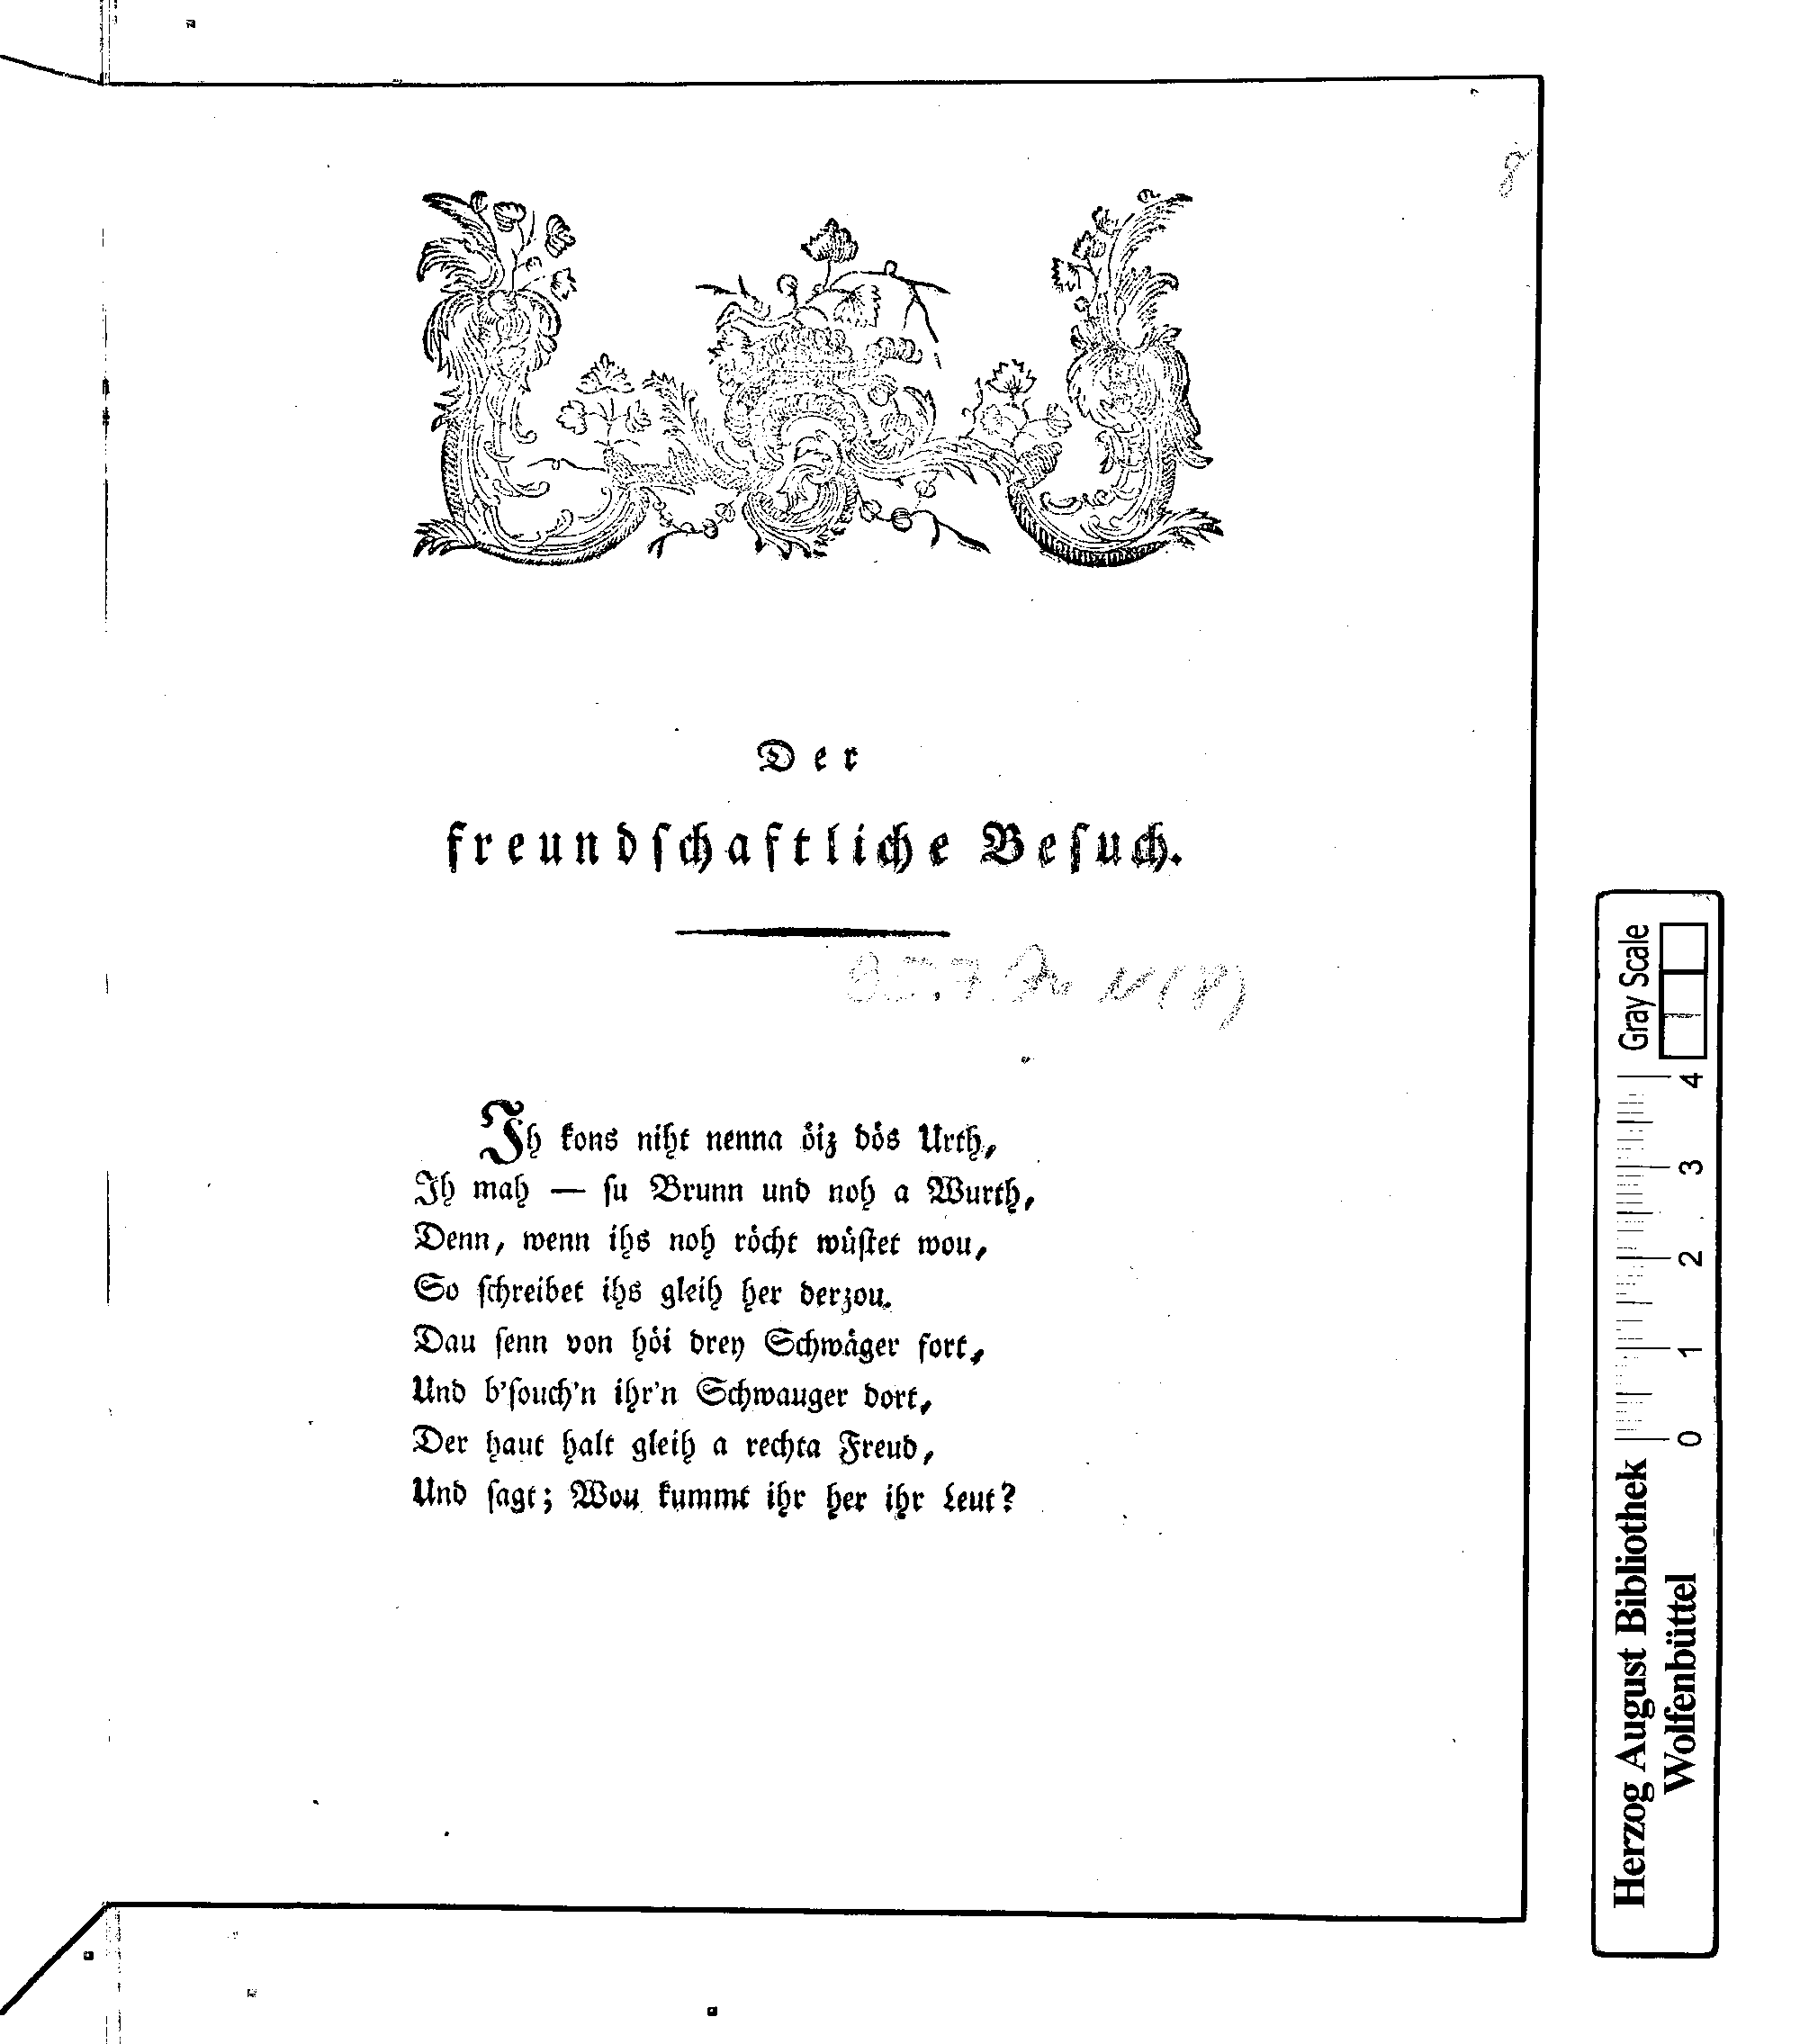 8
Der
freundschaftliche Besuch.
Ih kons niht nenna öiz dös Urth,
Ih mah — su Brunn und noh a Wurth,
Denn, wenn ihs noh röcht wüſtet wou,
So ſchreibet ihs gleih her derzou.
Dau ſenn von höi drey Schwäger fort,
Und b'ſouch'n ihr'n Schwauger dort,
Der haut halt gleih a rechta Freud,
Und ſagt; Wou kummt ihr her ihr Leut?
Gray Scale
4
3
2
1
0
Herzog August Bibliothek
Wolfenbüttel